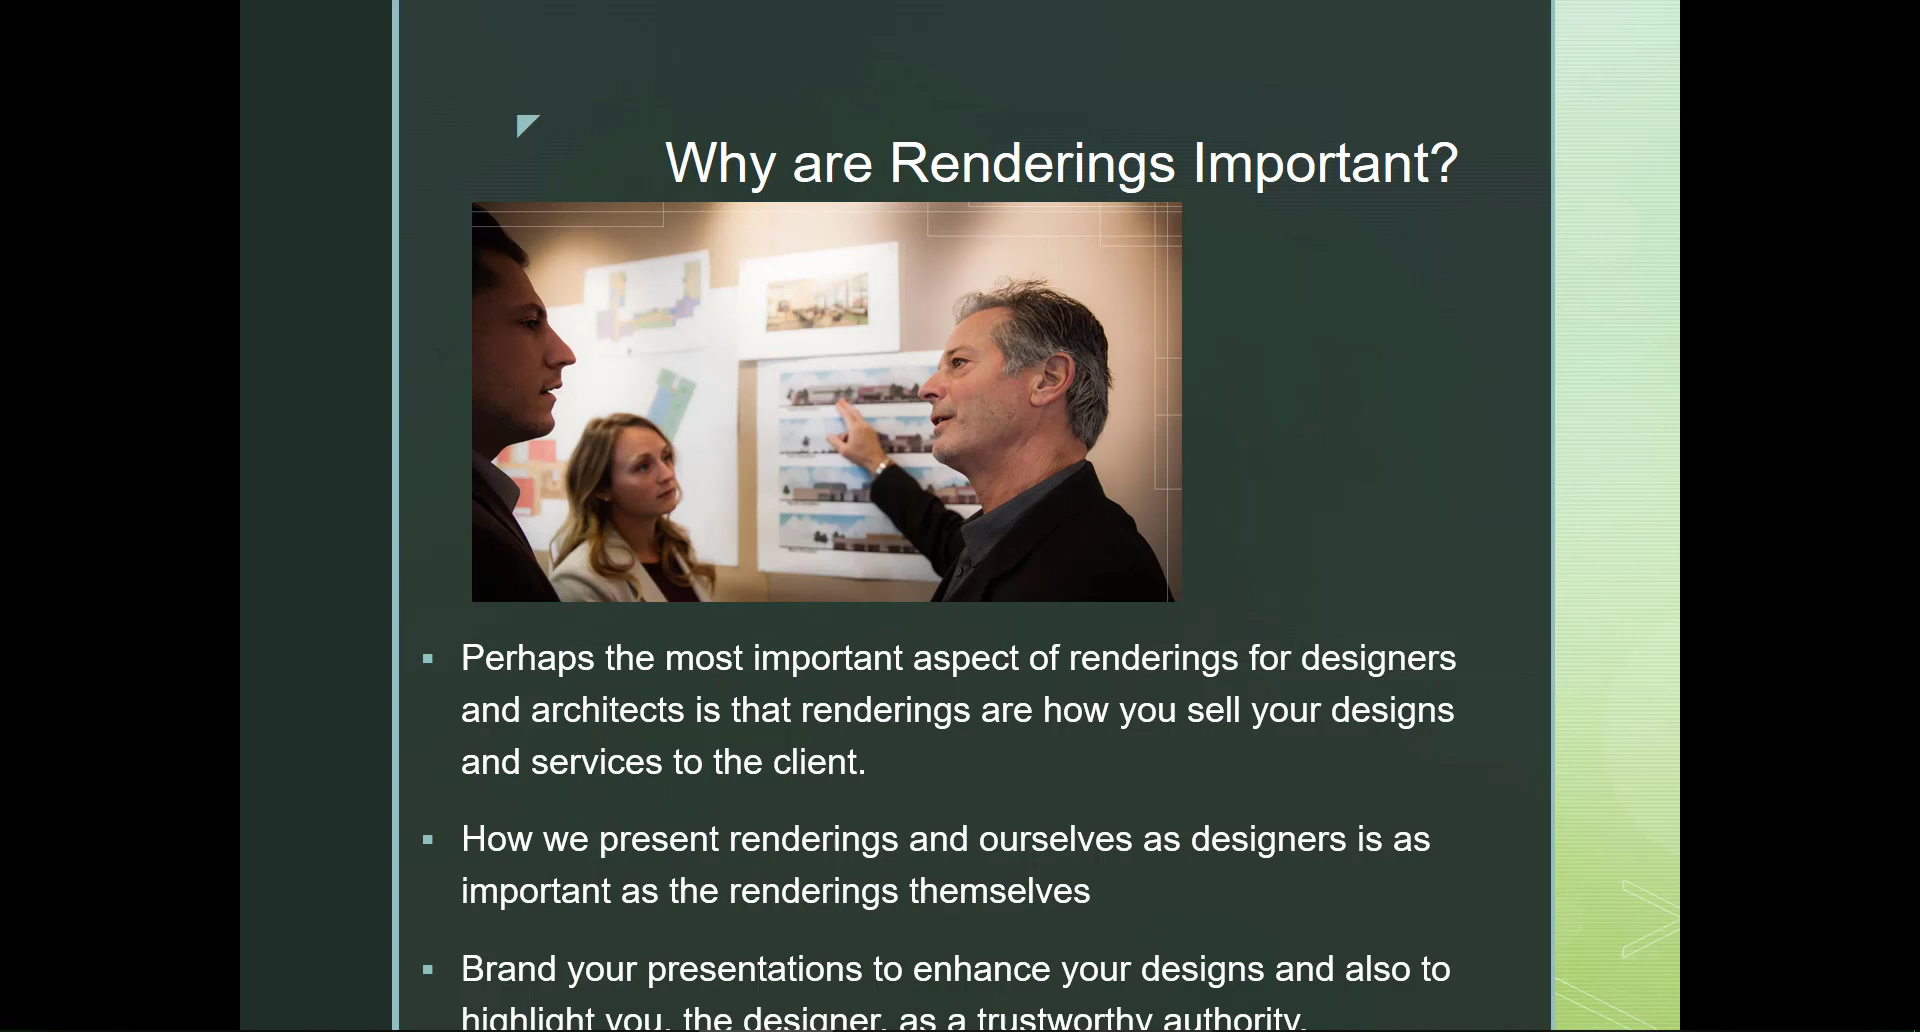 Why are Renderings Important?
Perhaps the most important aspect of renderings for designers
and architects is that renderings are how you sell your designs
and services to the client.
How we present renderings and ourselves as designers is as
important as the renderings themselves
Brand your presentations to enhance your designs and also to
highlight you, the designer, as a trustworthy authority.